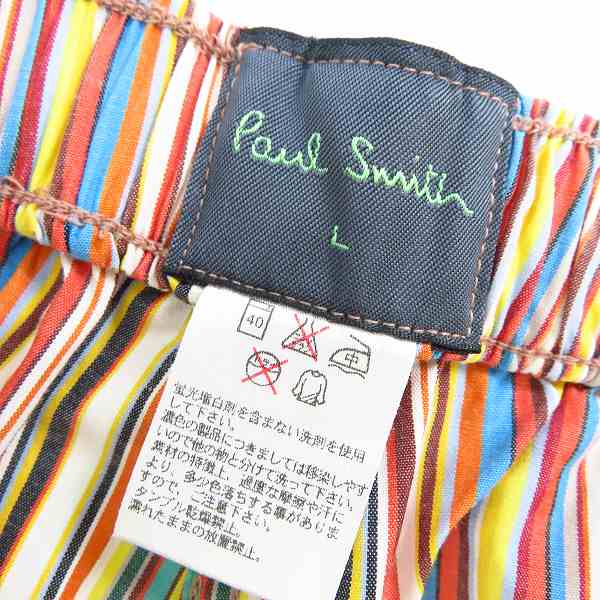 Paul Smith
L
40
中
蛍光増白剤を含まない洗剤を使用
して下さい。
濃色の製品につきましては移染しやす
いので他の物と分けて洗って下さい。
素材の特性上、過度な摩擦や汗に
より、多少色落ちする事がありま
すので、ご注意下さい。
タンブル乾燥禁止。
濡れたままの放置禁止。